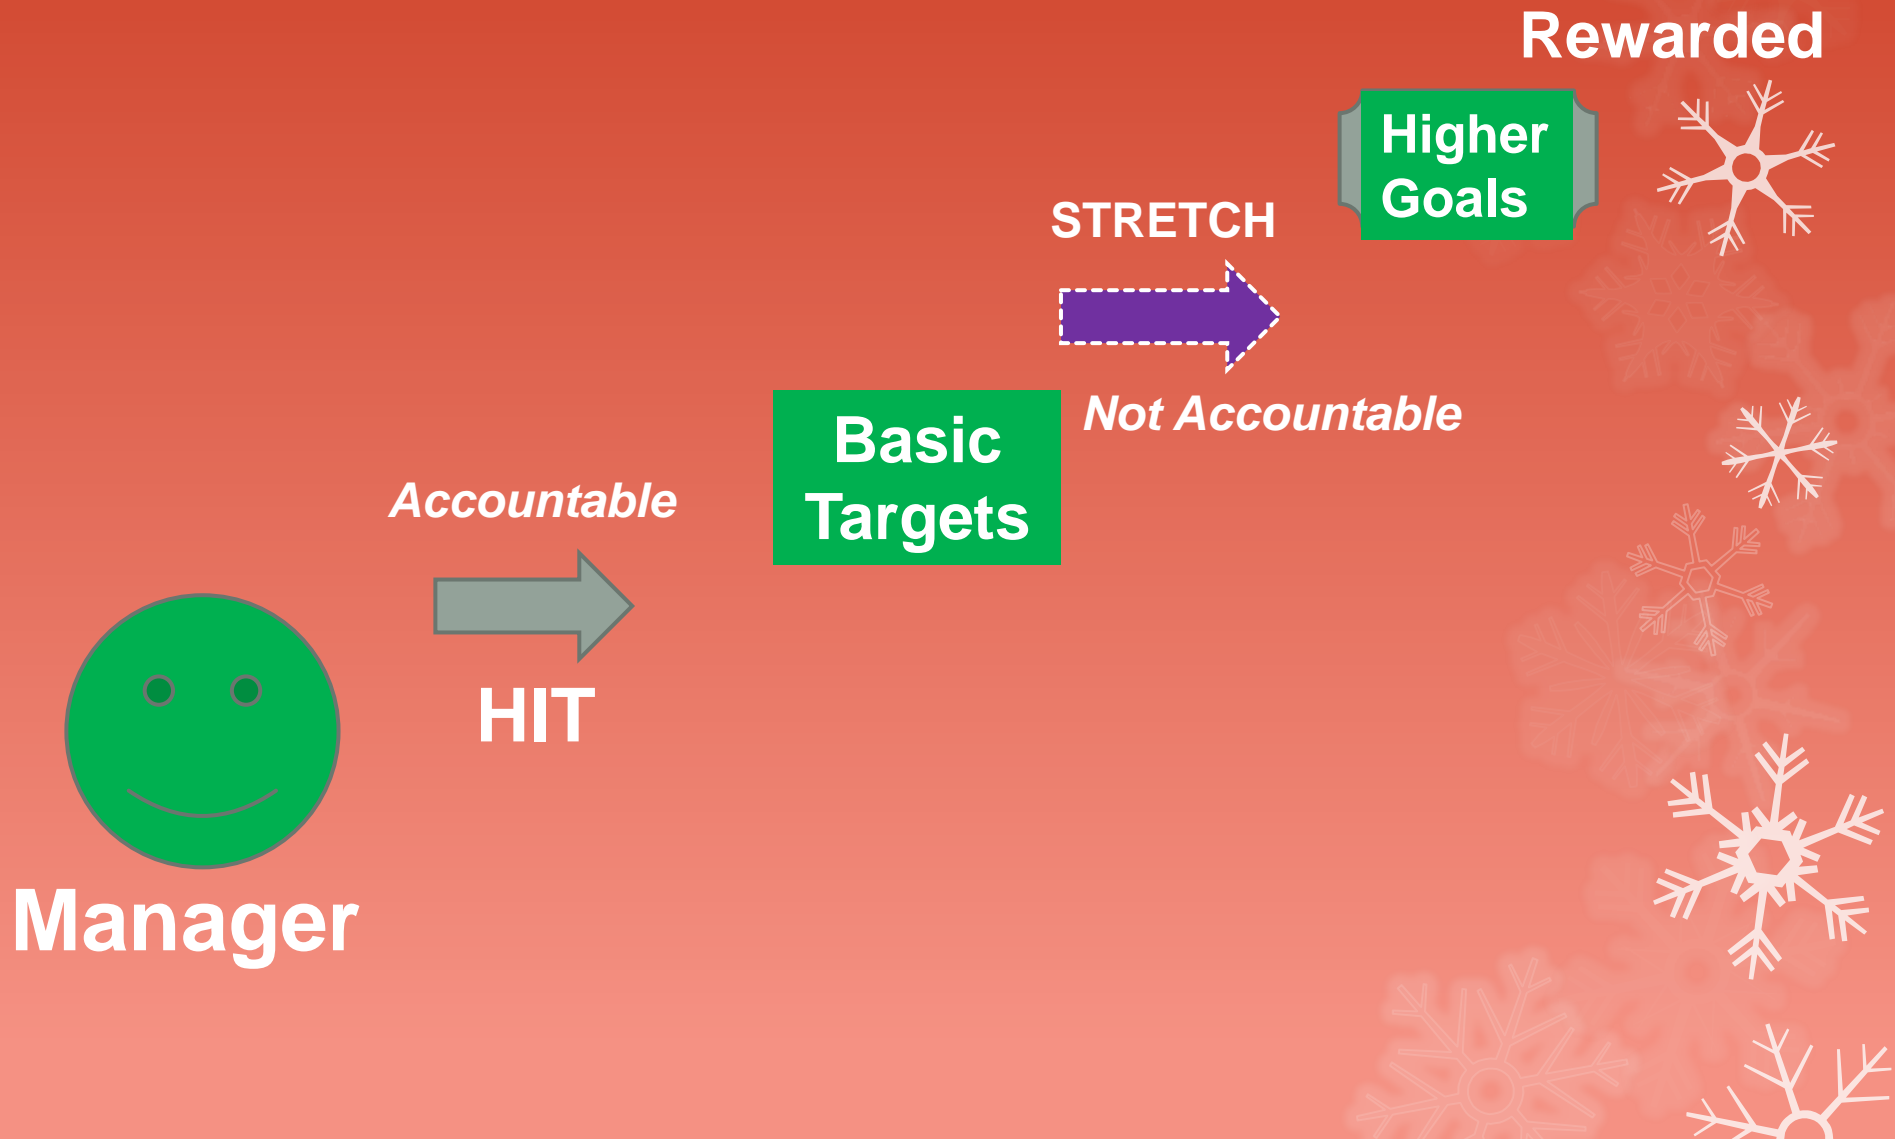 Rewarded
Higher
Goals
STRETCH
Not Accountable
Basic
Targets
Accountable
HIT
Manager